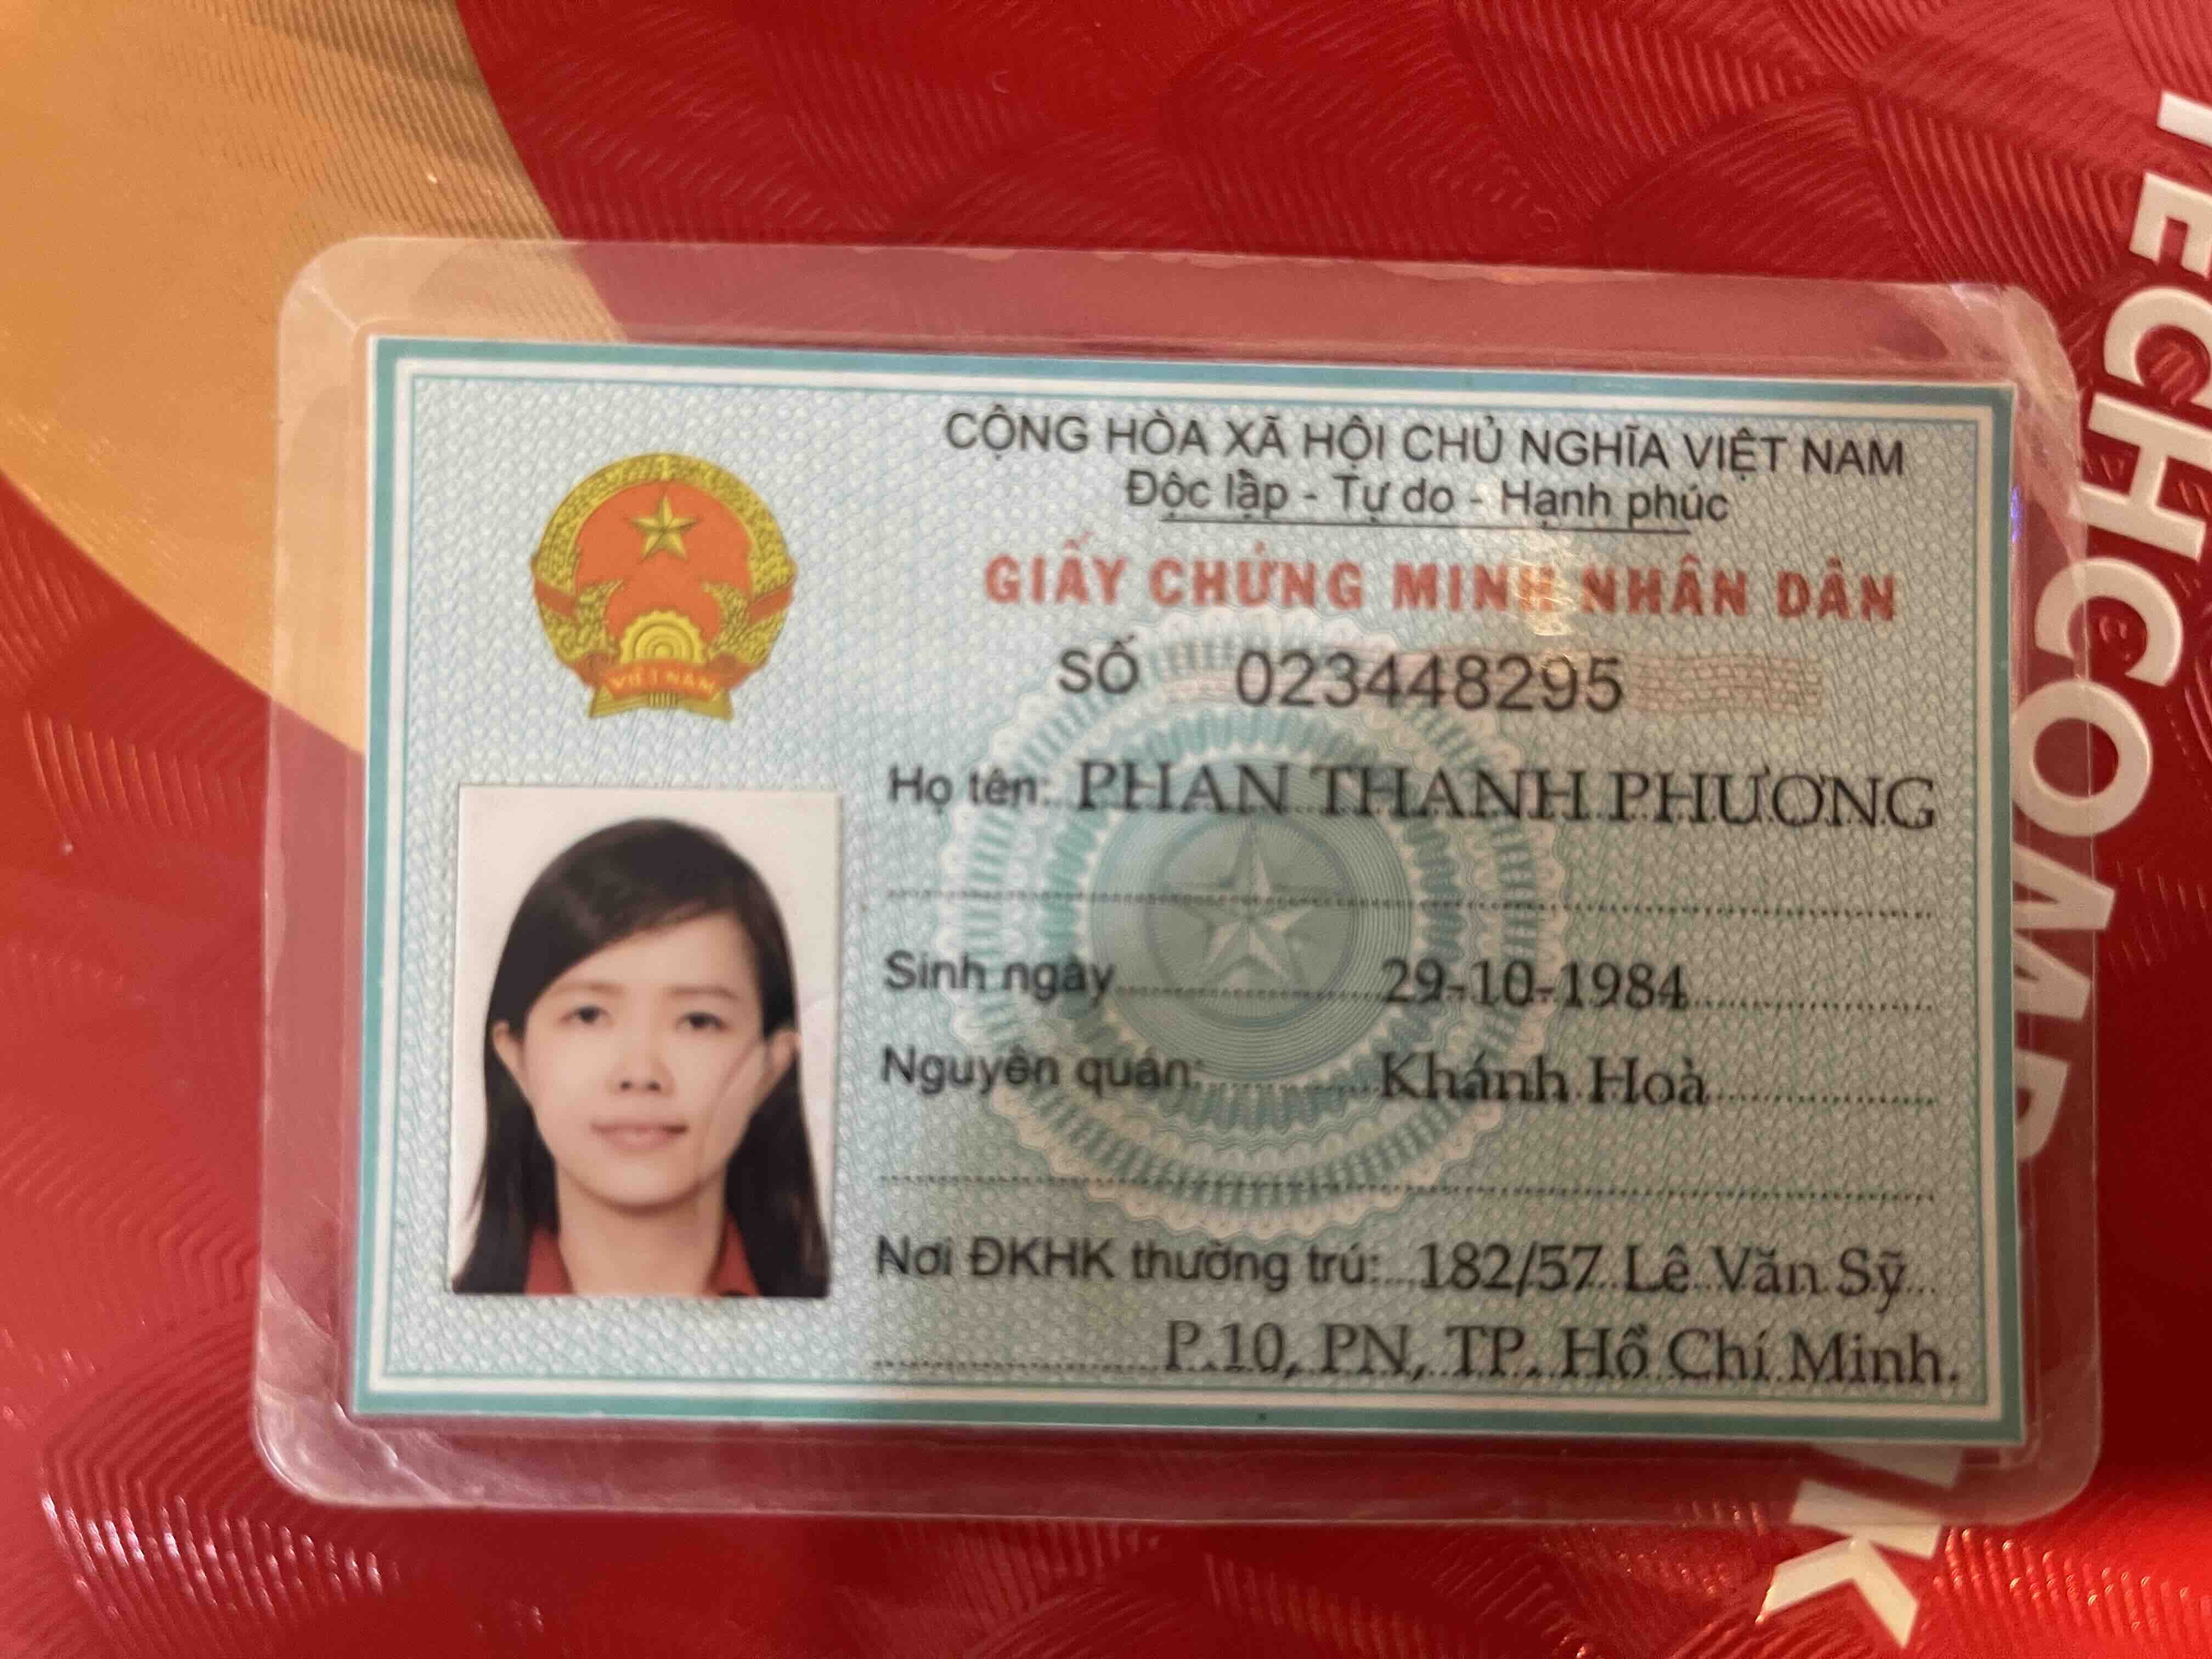 CỘNG HÒA XÃ HỘI CHỦ NGHĨA VIỆT NAM
Độc lập - Tự do - Hạnh phúc
GIẤY CHỨNG MINH NHÂN DÂN
SỐ 023448295
Họ tên: PHAN THANH PHƯƠNG
Sinh ngày 29-10-1984
Nguyên quán: Khánh Hoà
Nơi ĐKHK thường trú: 182/57 Lê Văn Sỹ
P.10, PN, TP. Hồ Chí Minh.
VIỆT NAM